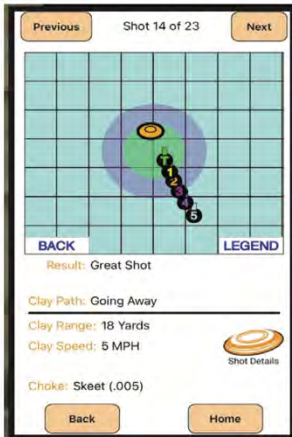 Previous Shot 14 of 23 Next
T
1
2
3
4
5
BACK LEGEND
Result: Great Shot
Clay Path: Going Away
Clay Range: 18 Yards
Clay Speed: 5 MPH
Shot Details
Choke: Skeet (.005)
Back Home